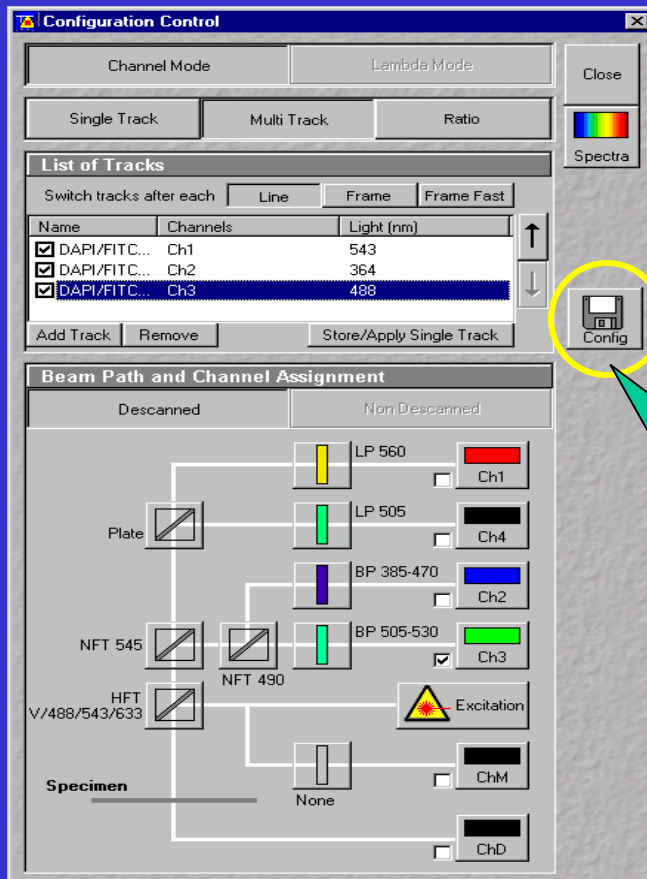 Configuration Control
Channel Mode Lambda Mode
Close
Single Track Multi Track Ratio
Spectra
List of Tracks
Switch tracks after each Line Frame Frame Fast
Name Channels Light (nm)
DAPI/FITC... Ch1 543
DAPI/FITC... Ch2 364
DAPI/FITC... Ch3 488
Config
Add Track Remove Store/Apply Single Track
Beam Path and Channel Assignment
Descanned Non Descanned
LP 560
Ch1
LP 505
Plate Ch4
BP 385-470
Ch2
BP 505-530
NFT 545 Ch3
NFT 490
HFT
V/488/543/633 Excitation
ChM
Specimen
None
ChD